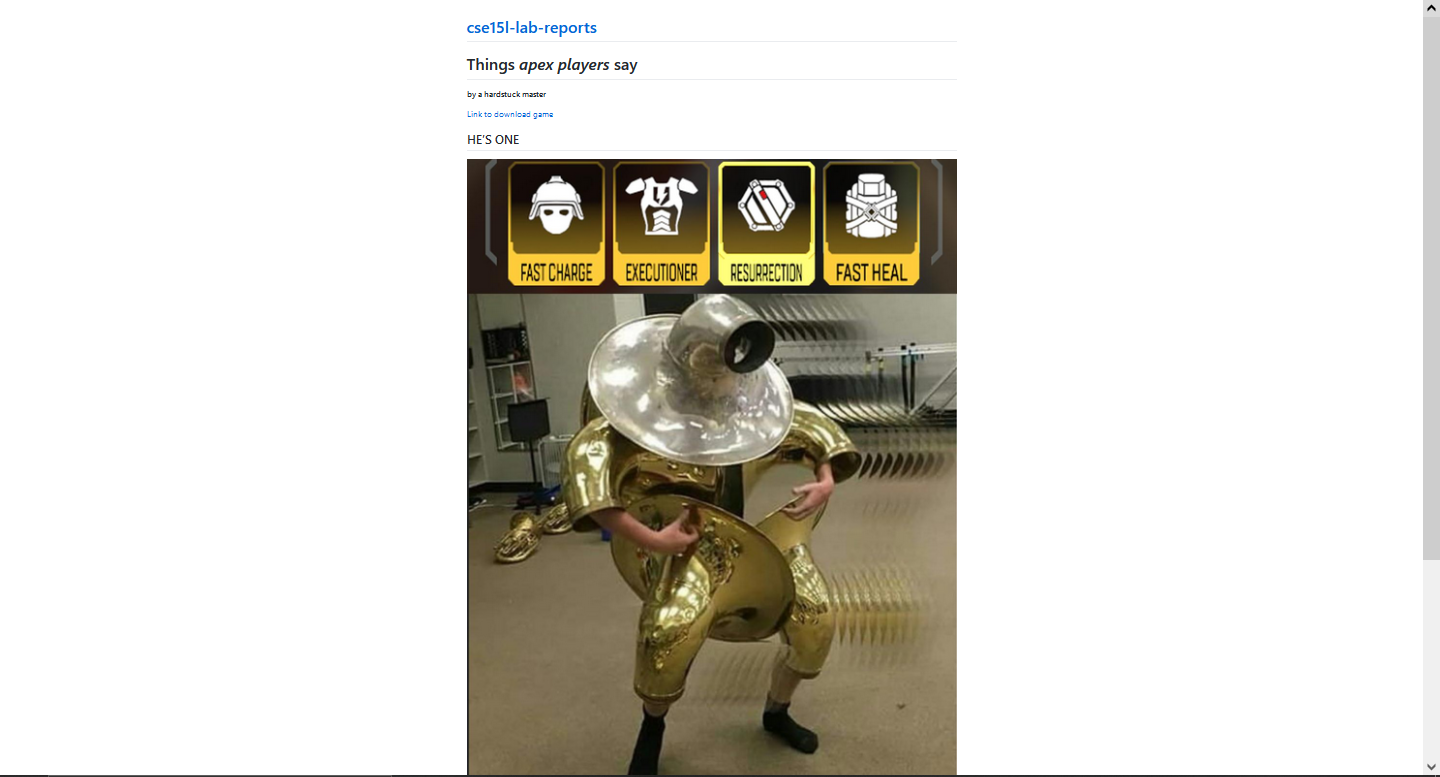 cse15l-lab-reports
Things apex players say
by a hardstuck master
Link to download game
HE'S ONE
FAST CHARGE EXECUTIONER RESURRECTION FAST HEAL